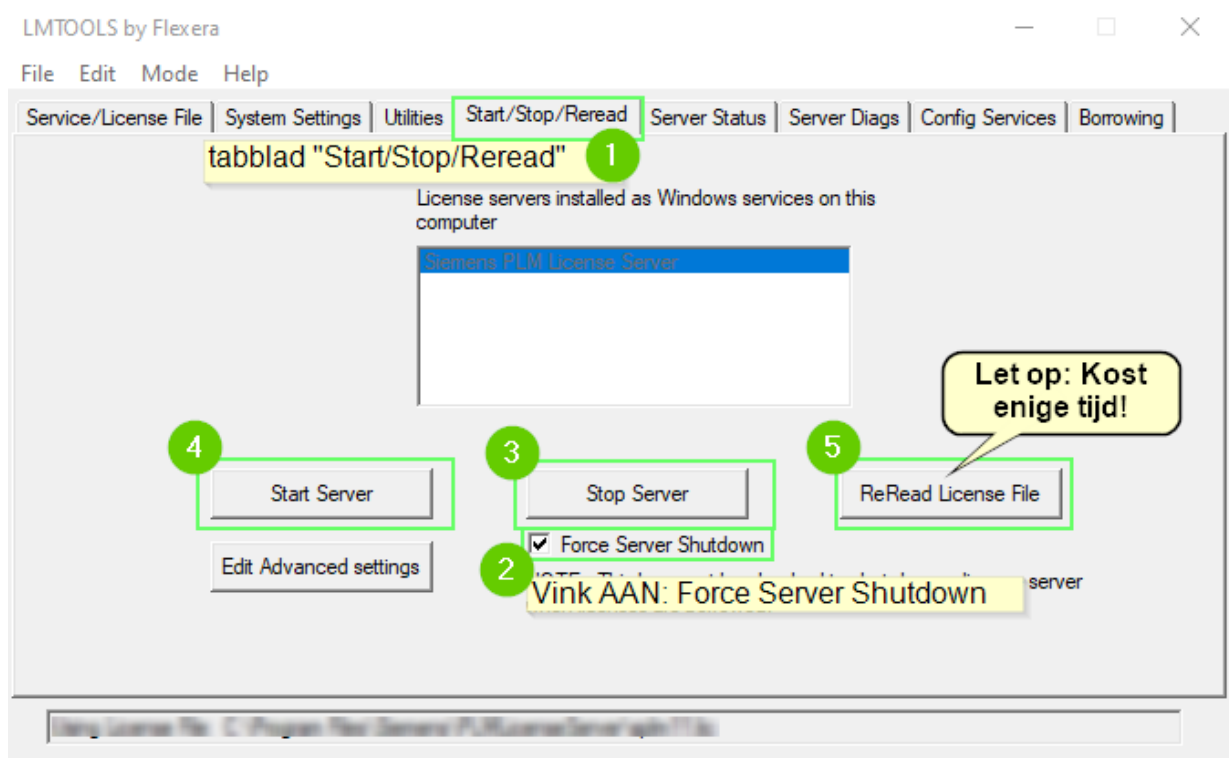 LMTOOLS by Flexera
File Edit Mode Help
Service/License File System Settings Utilities Start/Stop/Reread Server Status Server Diags Config Services Borrowing
tabblad "Start/Stop/Reread" 1
License servers installed as Windows services on this
computer
Siemens PLM License Server
Let op: Kost
enige tijd!
4 3 5
Start Server Stop Server ReRead License File
Force Server Shutdown
Edit Advanced settings
2
server
Vink AAN: Force Server Shutdown